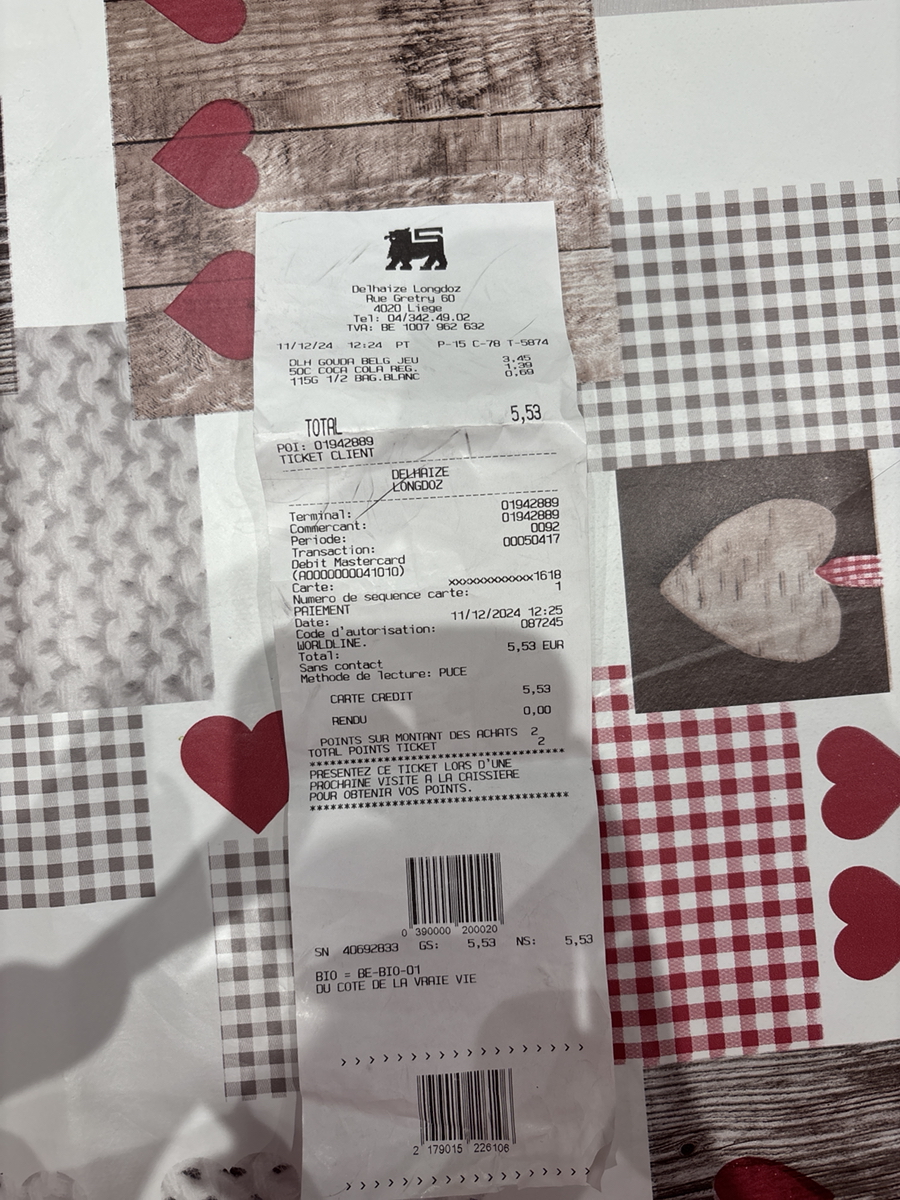 Delhaize Longdoz
Rue Gretry 60
4020 Liege
Tel: 04/342.49.02
TVA: BE 1007 962 632
11/12/24 12:24 PT P-15 C-78 T-5874
DLH GOUDA BELG JEU 3,45
50C COCA COLA REG. 1,39
115G 1/2 BAG.BLANC 0,69
TOTAL 5,53
POI: 01942889
TICKET CLIENT
DELHAIZE
LONGDOZ
Terminal: 01942889
Commercant: 01942889
Periode: 0092
Transaction: 00050417
Debit Mastercard
(A0000000041010)
Carte: xxxxxxxxxxxx1618
Numero de sequence carte: 1
PAIEMENT
Date: 11/12/2024 12:25
Code d'autorisation: 087245
WORLDLINE.
Total: 5,53 EUR
Sans contact
Methode de lecture: PUCE
CARTE CREDIT 5,53
RENDU 0,00
POINTS SUR MONTANT DES ACHATS 2
TOTAL POINTS TICKET 2
***********************************
PRESENTEZ CE TICKET LORS D'UNE
PROCHAINE VISITE A LA CAISSIERE
POUR OBTENIR VOS POINTS.
***********************************
0 390000 200020
SN 40692833 GS: 5,53 NS: 5,53
BIO = BE-BIO-01
DU COTE DE LA VRAIE VIE
> > > > > > > > > > > > > > > > > >
2 179015 226106
> > > > > > > > > > > > > > > > > >